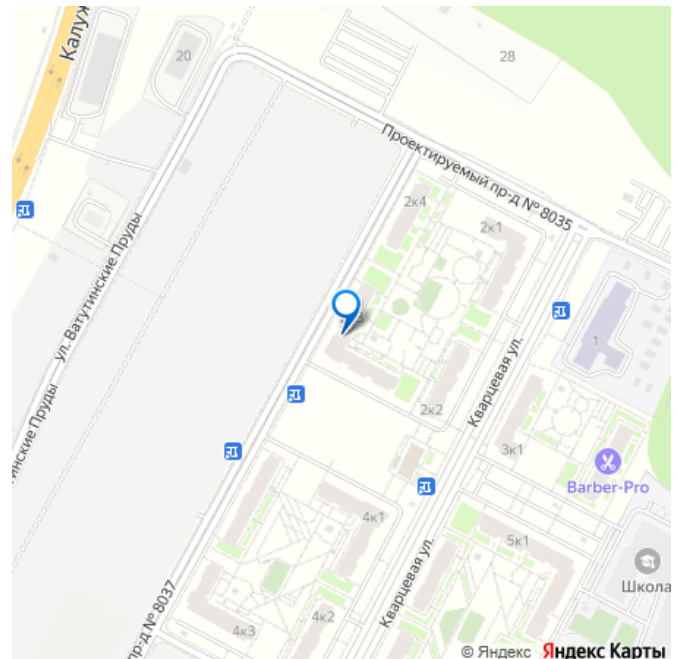 Калуж
20
28
Проектируемый пр-д № 8035
2к4
2к1
ул. Ватутинские Пруды
1
Кварцевая ул.
2к2
3к1
Barber-Pro
4к1
5к1
Школа
Кварцевая ул.
тинские Пруды
пр-д № 8037
4к2
4к3
© Яндекс Яндекс Карты